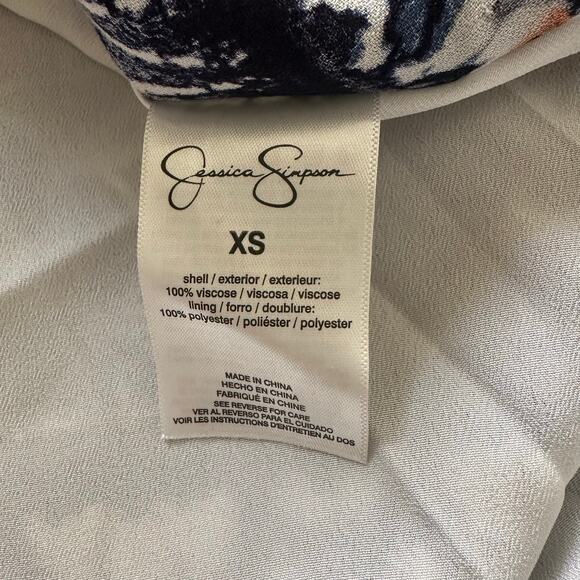 Jessica Simpson
XS
shell / exterior / exterieur:
100% viscose / viscosa / viscose
lining / forro / doublure:
100% polyester / poliéster / polyester
MADE IN CHINA
HECHO EN CHINA
FABRIQUÉ EN CHINE
SEE REVERSE FOR CARE
VER AL REVERSO PARA EL CUIDADO
VOIR LES INSTRUCTIONS D'ENTRETIEN AU DOS